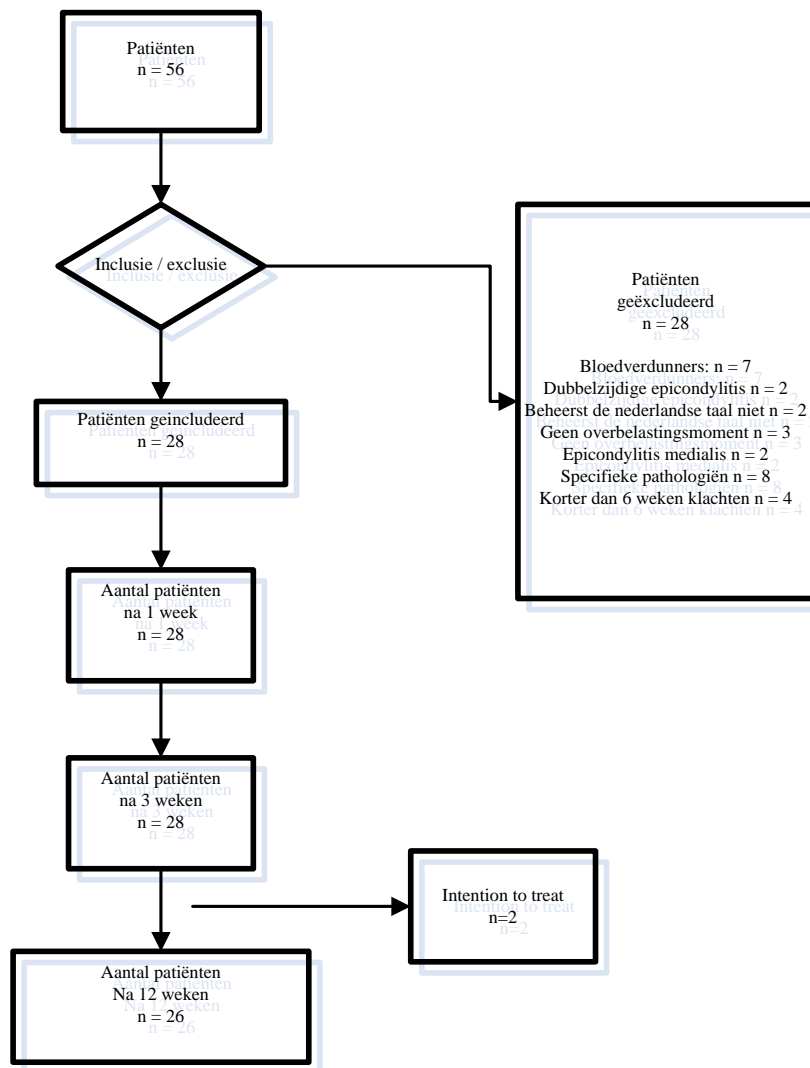 Patiënten
n = 56
Inclusie / exclusie
Patiënten
geëxcludeerd
n = 28
Bloedverdunners: n = 7
Dubbelzijdige epicondylitis n = 2
Beheerst de nederlandse taal niet n = 2
Geen overbelastingsmoment n = 3
Epicondylitis medialis n = 2
Specifieke pathologiën n = 8
Korter dan 6 weken klachten n = 4
Patiënten geincludeerd
n = 28
Aantal patiënten
na 1 week
n = 28
Aantal patiënten
na 3 weken
n = 28
Intention to treat
n=2
Aantal patiënten
Na 12 weken
n = 26